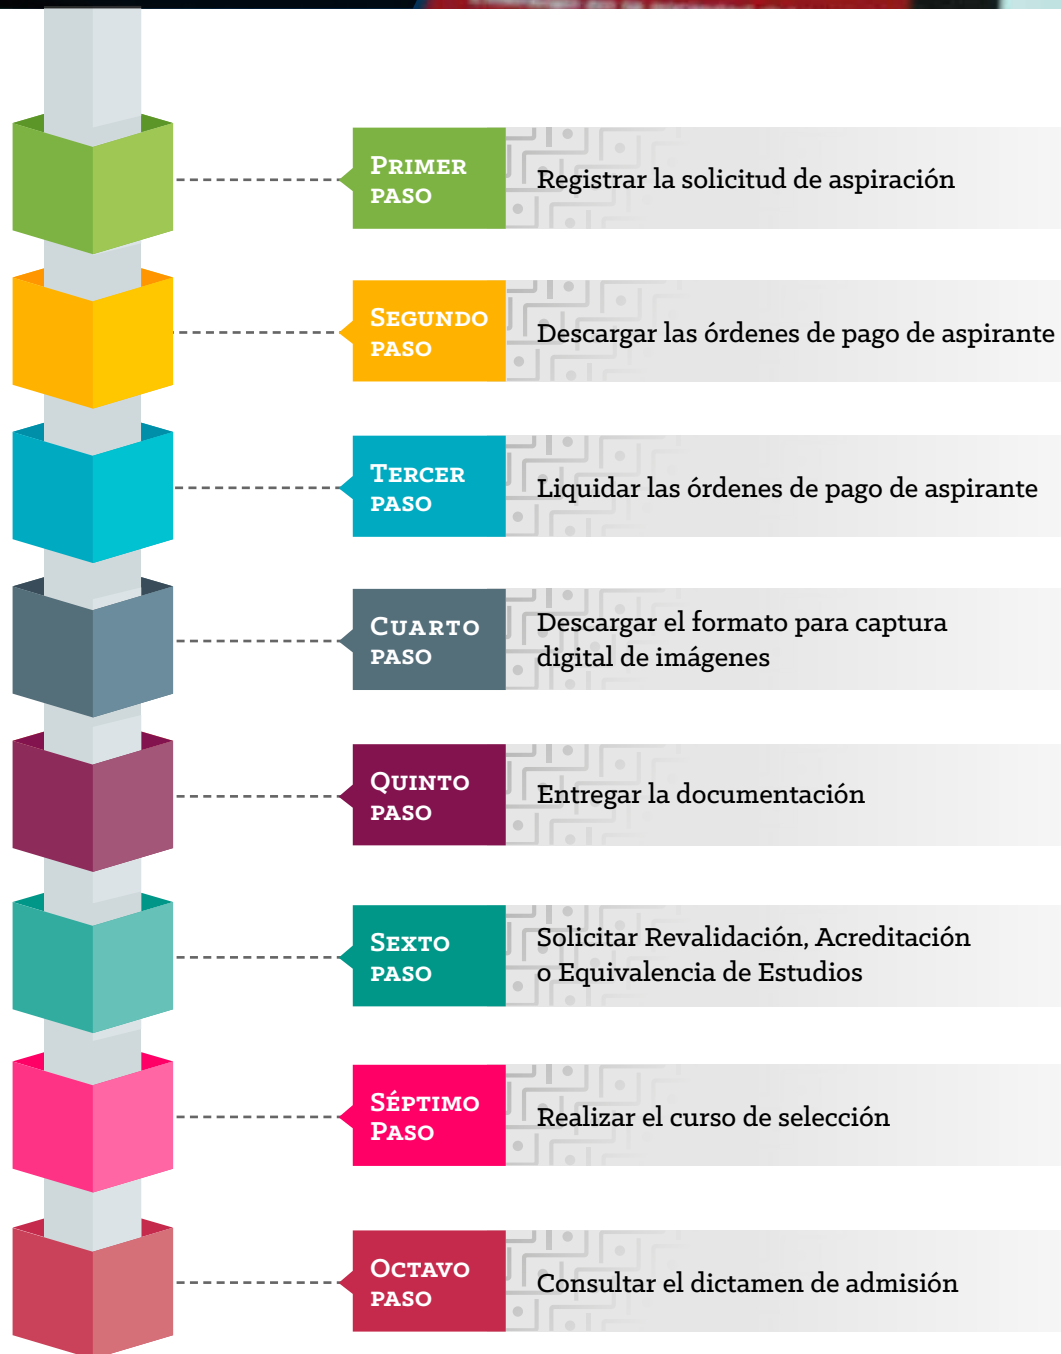 PRIMER
PASO
Registrar la solicitud de aspiración
SEGUNDO
PASO
Descargar las órdenes de pago de aspirante
TERCER
PASO
Liquidar las órdenes de pago de aspirante
CUARTO
PASO
Descargar el formato para captura
digital de imágenes
QUINTO
PASO
Entregar la documentación
SEXTO
PASO
Solicitar Revalidación, Acreditación
o Equivalencia de Estudios
SÉPTIMO
PASO
Realizar el curso de selección
OCTAVO
PASO
Consultar el dictamen de admisión